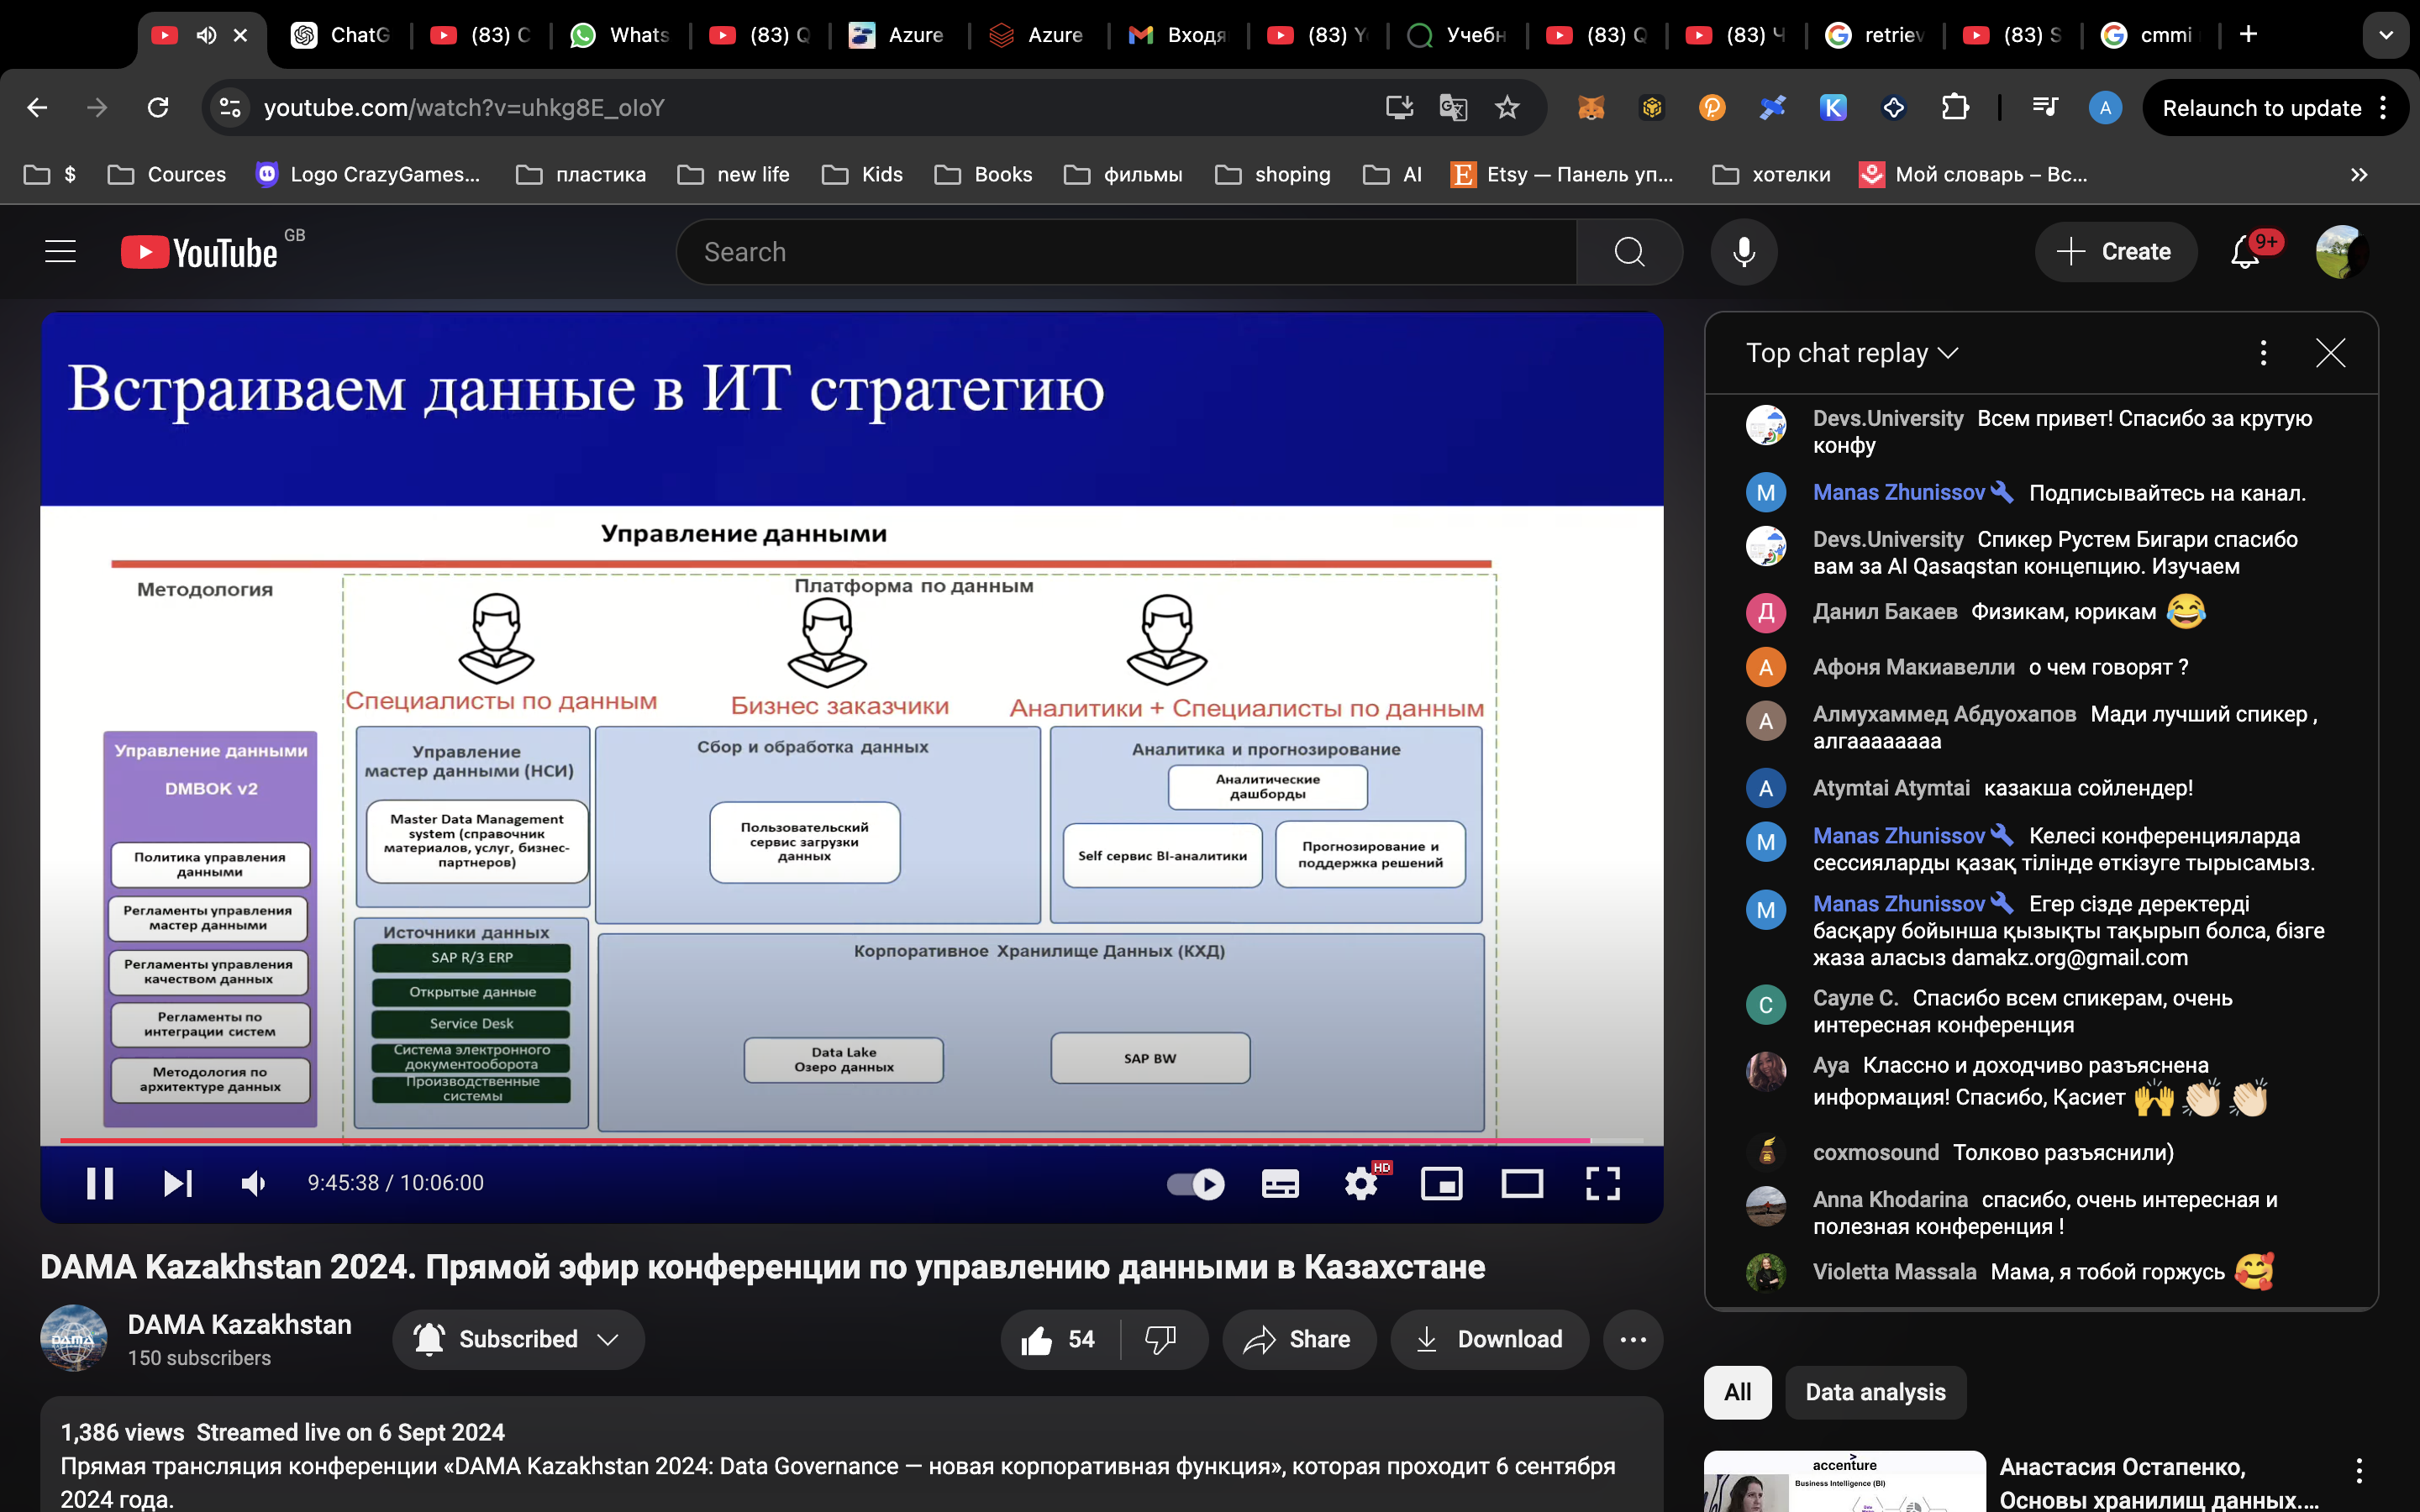 ChatG
(83) C
Whats
(83) Q
Azure
Azure
Входя
(83) Y
Учебн
(83) Q
(83) Ч
retriev
(83) S
cmmi
youtube.com/watch?v=uhkg8E_oIoY
A
Relaunch to update
$
Cources
Logo CrazyGames...
пластика
new life
Kids
Books
фильмы
shoping
AI
Etsy — Панель уп...
хотелки
Мой словарь – Вс...
YouTube GB
Search
Create
9+
Встраиваем данные в ИТ стратегию
Управление данными
Методология
Платформа по данным
Специалисты по данным
Бизнес заказчики
Аналитики + Специалисты по данным
Управление данными
DMBOK v2
Политика управления
данными
Регламенты управления
мастер данными
Регламенты управления
качеством данных
Регламенты по
интеграции систем
Методология по
архитектуре данных
Управление
мастер данными (НСИ)
Master Data Management
system (справочник
материалов, услуг, бизнес-
партнеров)
Сбор и обработка данных
Пользовательский
сервис загрузки
данных
Аналитика и прогнозирование
Аналитические
дашборды
Self сервис BI-аналитики
Прогнозирование и
поддержка решений
Источники данных
SAP R/3 ERP
Открытые данные
Service Desk
Система электронного
документооборота
Производственные
системы
Корпоративное Хранилище Данных (КХД)
Data Lake
Озеро данных
SAP BW
9:45:38 / 10:06:00
HD
DAMA Kazakhstan 2024. Прямой эфир конференции по управлению данными в Казахстане
DAMA
DAMA Kazakhstan
150 subscribers
Subscribed
54
Share
Download
1,386 views Streamed live on 6 Sept 2024
Прямая трансляция конференции «DAMA Kazakhstan 2024: Data Governance — новая корпоративная функция», которая проходит 6 сентября
2024 года.
Top chat replay
Devs.University Всем привет! Спасибо за крутую
конфу
M
Manas Zhunissov Подписывайтесь на канал.
Devs.University Спикер Рустем Бигари спасибо
вам за AI Qasaqstan концепцию. Изучаем
Д
Данил Бакаев Физикам, юрикам 😂
А
Афоня Макиавелли о чем говорят ?
А
Алмухаммед Абдуохапов Мади лучший спикер ,
алгааааааааа
A
Atymtai Atymtai казакша сойлендер!
M
Manas Zhunissov Келесі конференцияларда
сессияларды қазақ тілінде өткізуге тырысамыз.
M
Manas Zhunissov Егер сізде деректерді
басқару бойынша қызықты тақырып болса, бізге
жаза аласыз damakz.org@gmail.com
С
Сауле С. Спасибо всем спикерам, очень
интересная конференция
Aya Классно и доходчиво разъяснена
информация! Спасибо, Қасиет 🙌👏🏻👏🏻
coxmosound Толково разъяснили)
Anna Khodarina спасибо, очень интересная и
полезная конференция !
Violetta Massala Мама, я тобой горжусь 🥰
All
Data analysis
accenture
Business Intelligence (BI)
Анастасия Остапенко,
Основы хранилищ данных....